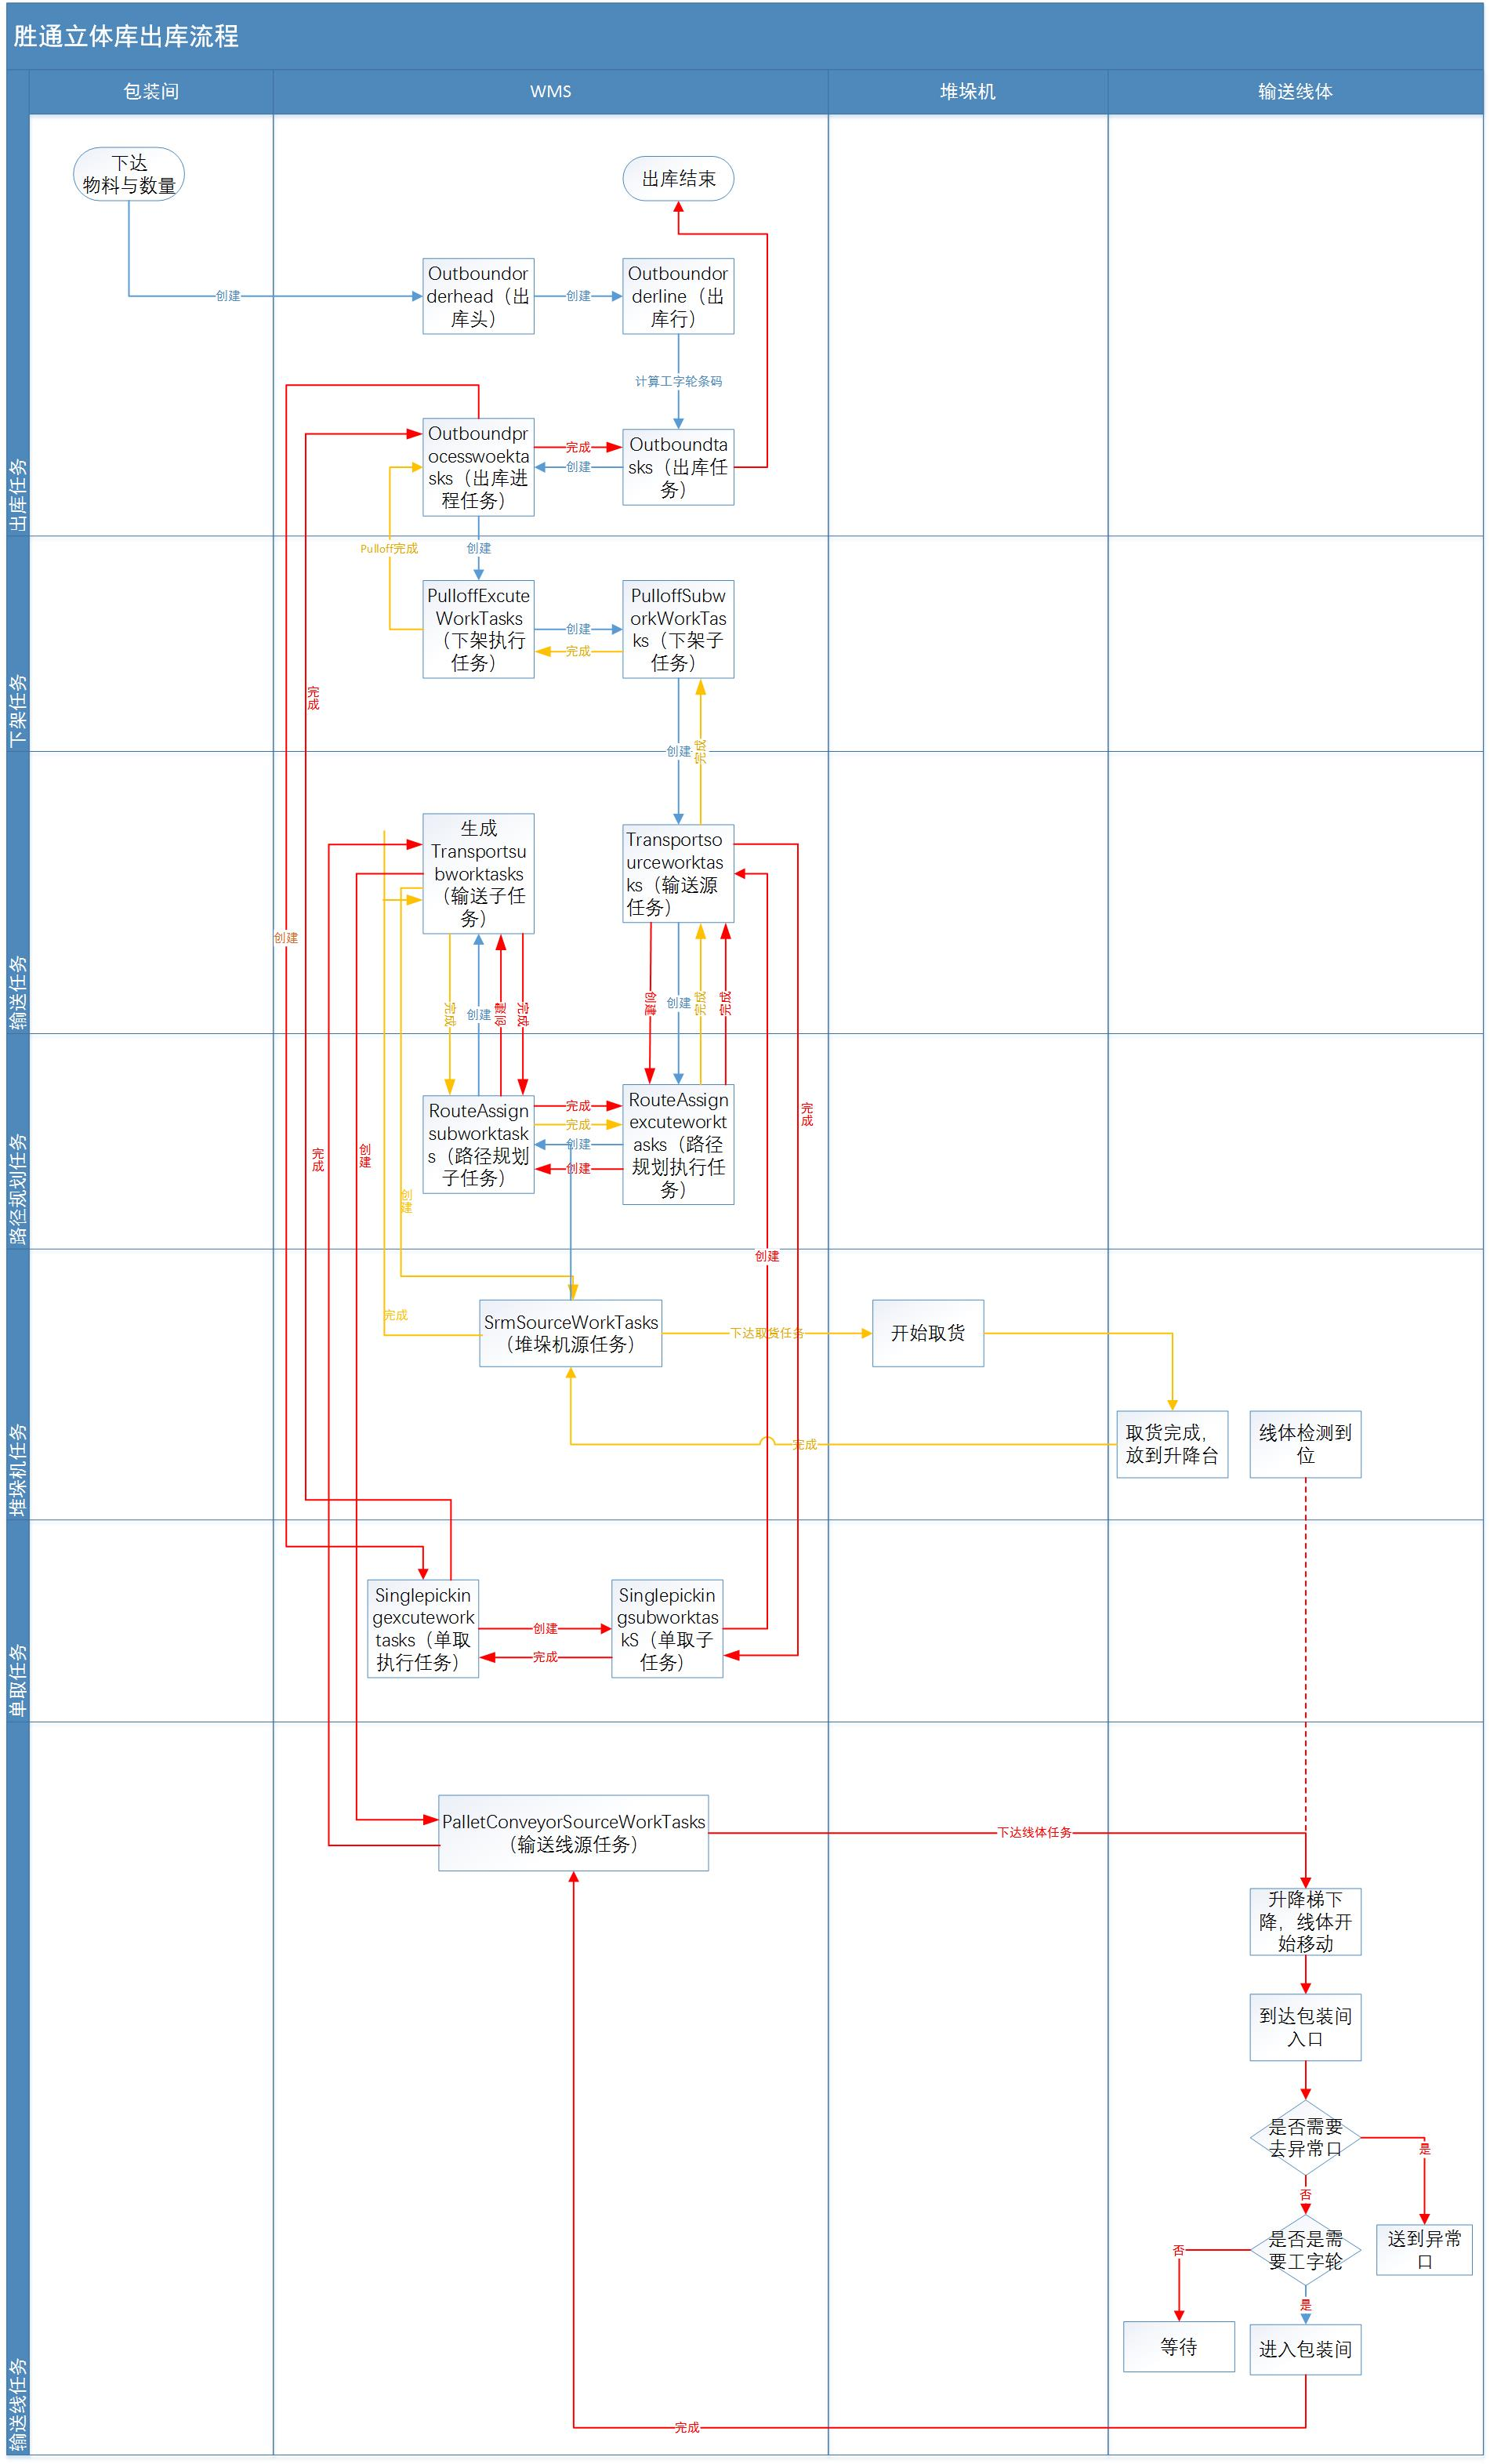 胜通立体库出库流程
包装间
WMS
堆垛机
输送线体
出库任务
下达
物料与数量
出库结束
创建
Outboundor
derhead（出
库头）
创建
Outboundor
derline（出
库行）
计算工字轮条码
Outboundpr
ocesswoekta
sks（出库进
程任务）
完成
创建
Outboundta
sks（出库任
务）
下架任务
Pulloff完成
创建
PulloffExcute
WorkTasks
（下架执行
任务）
创建
完成
PulloffSubw
orkWorkTas
ks（下架子
任务）
完成
创建
完成
输送任务
生成
Transportsu
bworktasks
（输送子任
务）
Transportso
urceworktas
ks（输送源
任务）
创建
完成
创建
创建
完成
创建
创建
完成
完成
路径规划任务
RouteAssign
subworktask
s（路径规划
子任务）
完成
完成
创建
创建
RouteAssign
excuteworkt
asks（路径
规划执行任
务）
完成
完成
创建
创建
创建
堆垛机任务
完成
SrmSourceWorkTasks
（堆垛机源任务）
下达取货任务
开始取货
取货完成，
放到升降台
线体检测到
位
完成
单取任务
Singlepickin
gexcutework
tasks（单取
执行任务）
创建
完成
Singlepickin
gsubworktas
kS（单取子
任务）
输送线任务
PalletConveyorSourceWorkTasks
（输送线源任务）
下达线体任务
升降梯下
降，线体开
始移动
到达包装间
入口
是否需要
去异常口
是
否
是否是需
要工字轮
送到异常
口
否
是
等待
进入包装间
完成